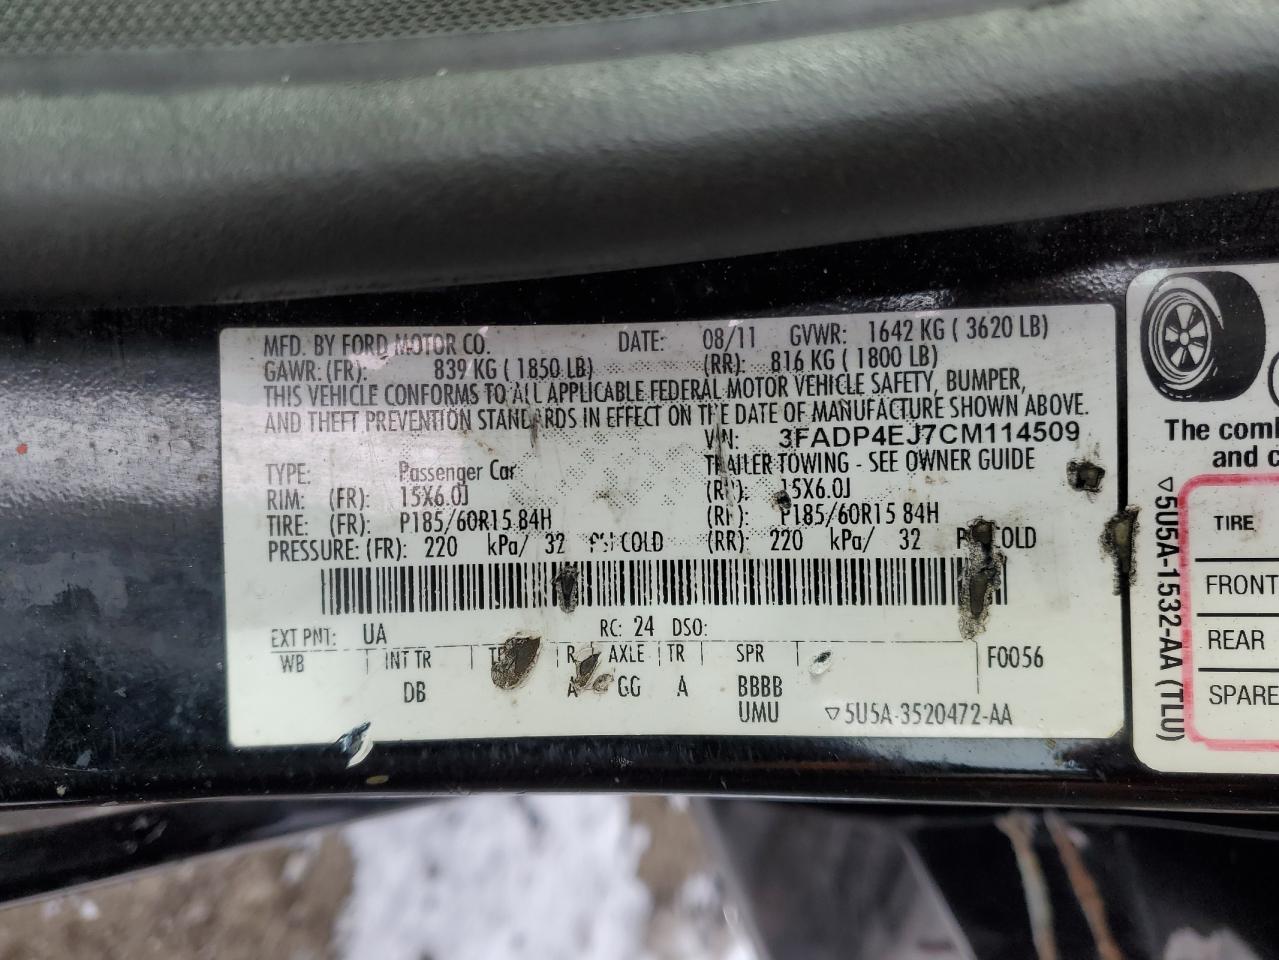 MFD. BY FORD MOTOR CO. DATE: 08/11 GVWR: 1642 KG ( 3620 LB)
GAWR: (FR): 839 KG ( 1850 LB) (RR): 816 KG ( 1800 LB)
THIS VEHICLE CONFORMS TO ALL APPLICABLE FEDERAL MOTOR VEHICLE SAFETY, BUMPER,
AND THEFT PREVENTION STANDARDS IN EFFECT ON THE DATE OF MANUFACTURE SHOWN ABOVE.
VIN: 3FADP4EJ7CM114509
TYPE: Passenger Car TRAILER TOWING - SEE OWNER GUIDE
RIM: (FR): 15X6.0J (RR): 15X6.0J
TIRE: (FR): P185/60R15 84H (RR): P185/60R15 84H
PRESSURE: (FR): 220 kPa/ 32 PSI COLD (RR): 220 kPa/ 32 COLD
EXT PNT: UA RC: 24 DSO:
WB INT TR R AXLE TR SPR F0056
DB A GG A BBBB
UMU ▽5U5A-3520472-AA
The comb
and c
▽5U5A-1532-AA (TLU)
TIRE
FRONT
REAR
SPARE